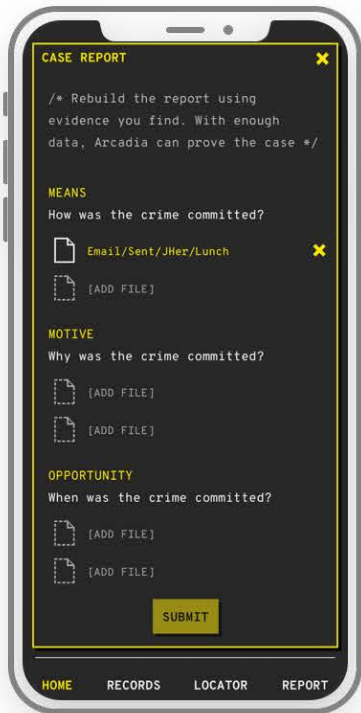 CASE REPORT
/* Rebuild the report using
evidence you find. With enough
data, Arcadia can prove the case */
MEANS
How was the crime committed?
Email/Sent/JHer/Lunch
[ADD FILE]
MOTIVE
Why was the crime committed?
[ADD FILE]
[ADD FILE]
OPPORTUNITY
When was the crime committed?
[ADD FILE]
[ADD FILE]
SUBMIT
HOME RECORDS LOCATOR REPORT